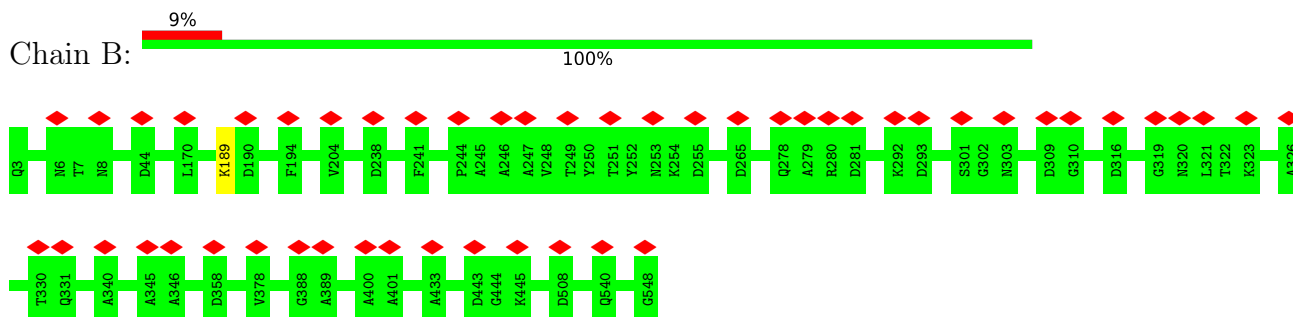 9%
Chain B:
100%
Q3 N6 T7 N8 D44 L170 K189 D190 F194 V204 D238 F241 P244 A245 A246 A247 V248 T249 Y250 T251 Y252 N253 K254 D255 D265 Q278 A279 R280 D281 K292 D293 S301 G302 N303 D309 G310 D316 G319 N320 L321 T322 K323 A326
T330 Q331 A340 A345 A346 D358 V378 G388 A389 A400 A401 A433 D443 G444 K445 D508 Q540 G548